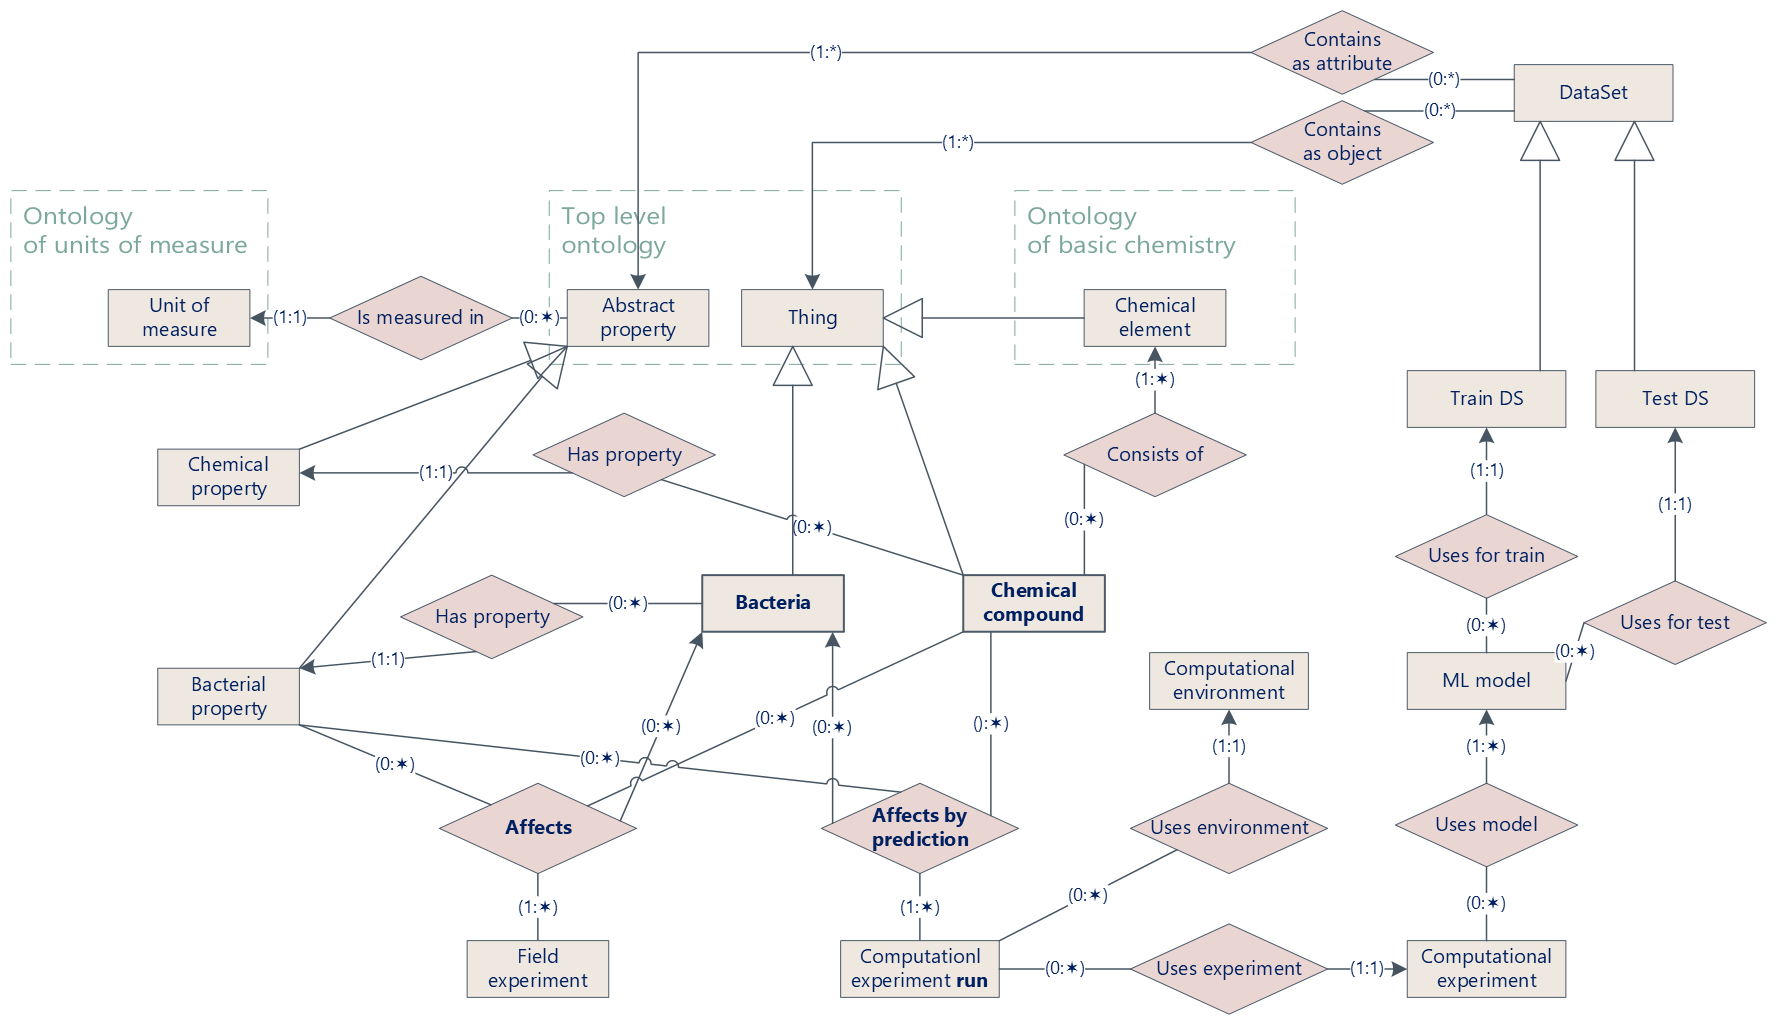 Contains
as attribute
(1:*)
(0:*)
DataSet
(0:*)
Contains
as object
(1:*)
Ontology
of units of measure
Top level
ontology
Ontology
of basic chemistry
Unit of
measure
(1:1)
Is measured in
(0:✶)
Abstract
property
Thing
Chemical
element
(1:✶)
Train DS
Test DS
Chemical
property
(1:1)
Has property
(0:✶)
Consists of
(0:✶)
(1:1)
(1:1)
Uses for train
(0:✶)
Uses for test
(0:✶)
Has property
(0:✶)
(1:1)
Bacteria
Chemical
compound
Bacterial
property
Computational
environment
ML model
(0:✶)
(0:✶)
(0:✶)
(0:✶)
(0:✶)
():✶)
(1:1)
(1:✶)
Affects
Affects by
prediction
Uses environment
Uses model
(1:✶)
(1:✶)
(0:✶)
(0:✶)
Field
experiment
Computationl
experiment run
(0:✶)
Uses experiment
(1:1)
Computational
experiment